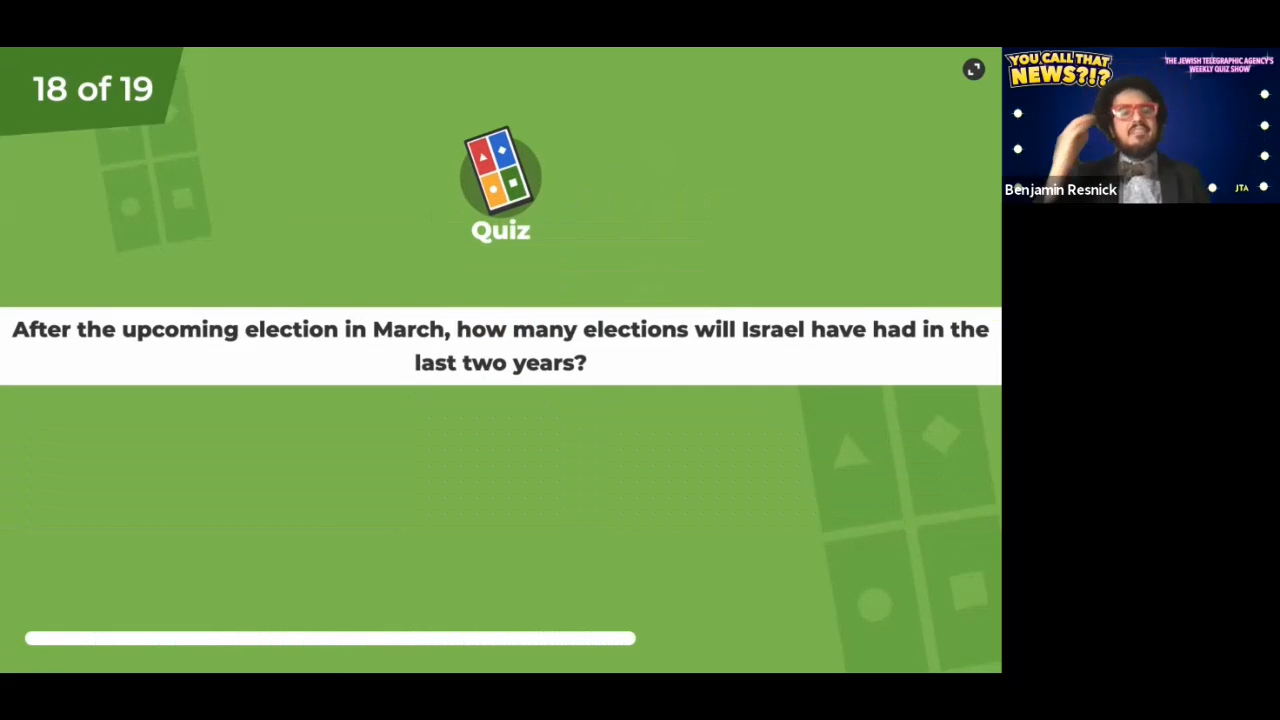 18 of 19
Quiz
After the upcoming election in March, how many elections will Israel have had in the
last two years?
YOU CALL THAT
NEWS?!?
THE JEWISH TELEGRAPHIC AGENCY'S
WEEKLY QUIZ SHOW
Benjamin Resnick
JTA